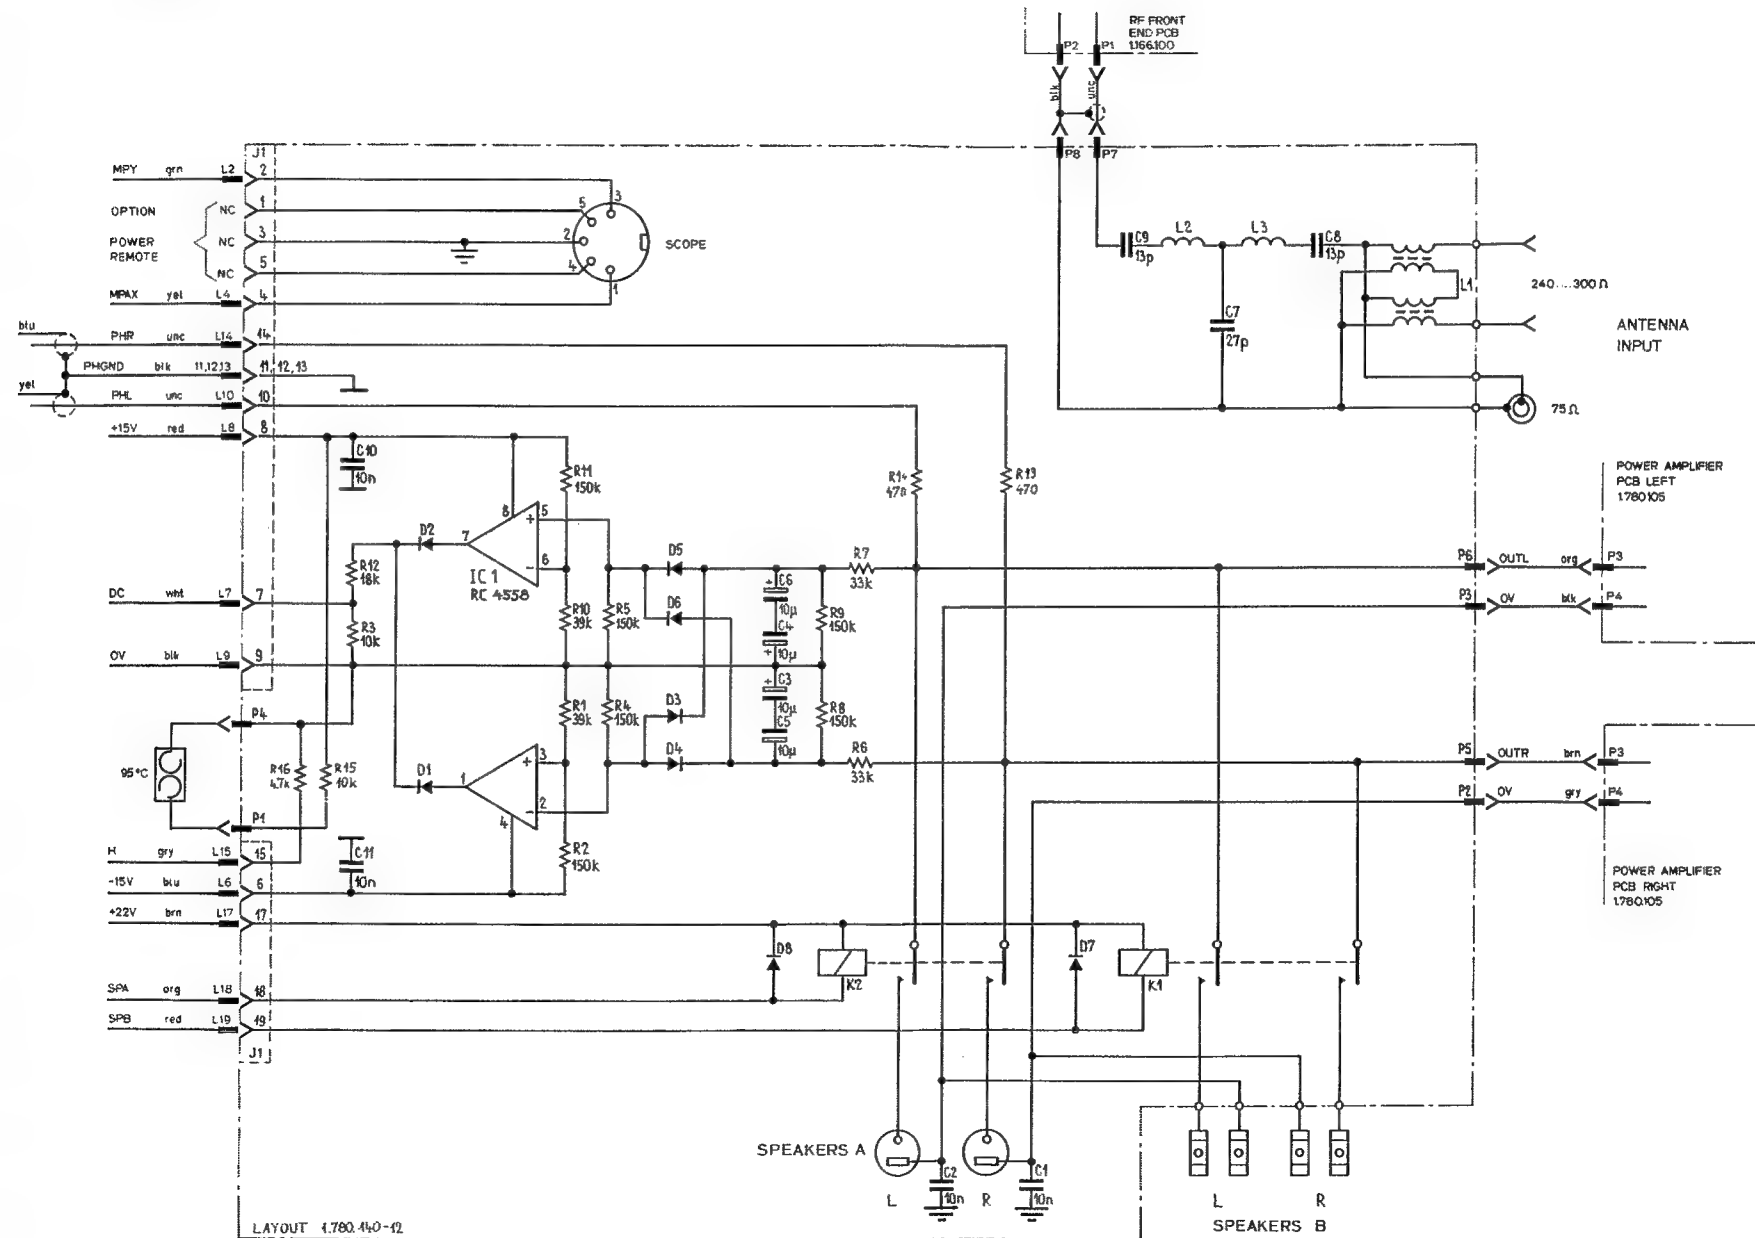 RF FRONT
END PCB
1.166.100
P2
P1
blk
unc
P8
P7
J1
MPY grn L2 2
OPTION NC 1
POWER
REMOTE
NC 3
NC 5
MPAX yel L4 4
5
3
2
4
1
SCOPE
blu
PHR unc L14 14
PHGND blk 11,12,13 11,12,13
yel
PHL unc L10 10
+15V red L8 8
C9
13p
L2
L3
C8
13p
L1
240....300Ω
C7
27p
ANTENNA
INPUT
75Ω
C10
10n
R11
150k
R14
470
R13
470
POWER AMPLIFIER
PCB LEFT
1.780.105
8
+ 5
7
- 6
D2
IC1
RC 4558
R12
18k
D5
D6
C6
+
10µ
C4
+ 10µ
R7
33k
R9
150k
P6 OUTL org P3
P3 0V blk P4
DC wht L7 7
R3
10k
R10
39k
R5
150k
0V blk L9 9
R1
39k
R4
150k
D3
D4
+
C3
10µ
C5
10µ
R8
150k
R6
33k
P5 OUTR brn P3
P2 0V gry P4
P4
95°C
R16
4.7k
R15
10k
P1
D1
1
+ 3
- 2
4
R2
150k
C11
10n
H gry L15 15
-15V blu L6 6
+22V brn L17 17
POWER AMPLIFIER
PCB RIGHT
1.780.105
D8
K2
D7
K1
SPA org L18 18
SPB red L19 19
J1
SPEAKERS A
L
C2
10n
R
C1
10n
L
R
SPEAKERS B
LAYOUT 1.780.140-12